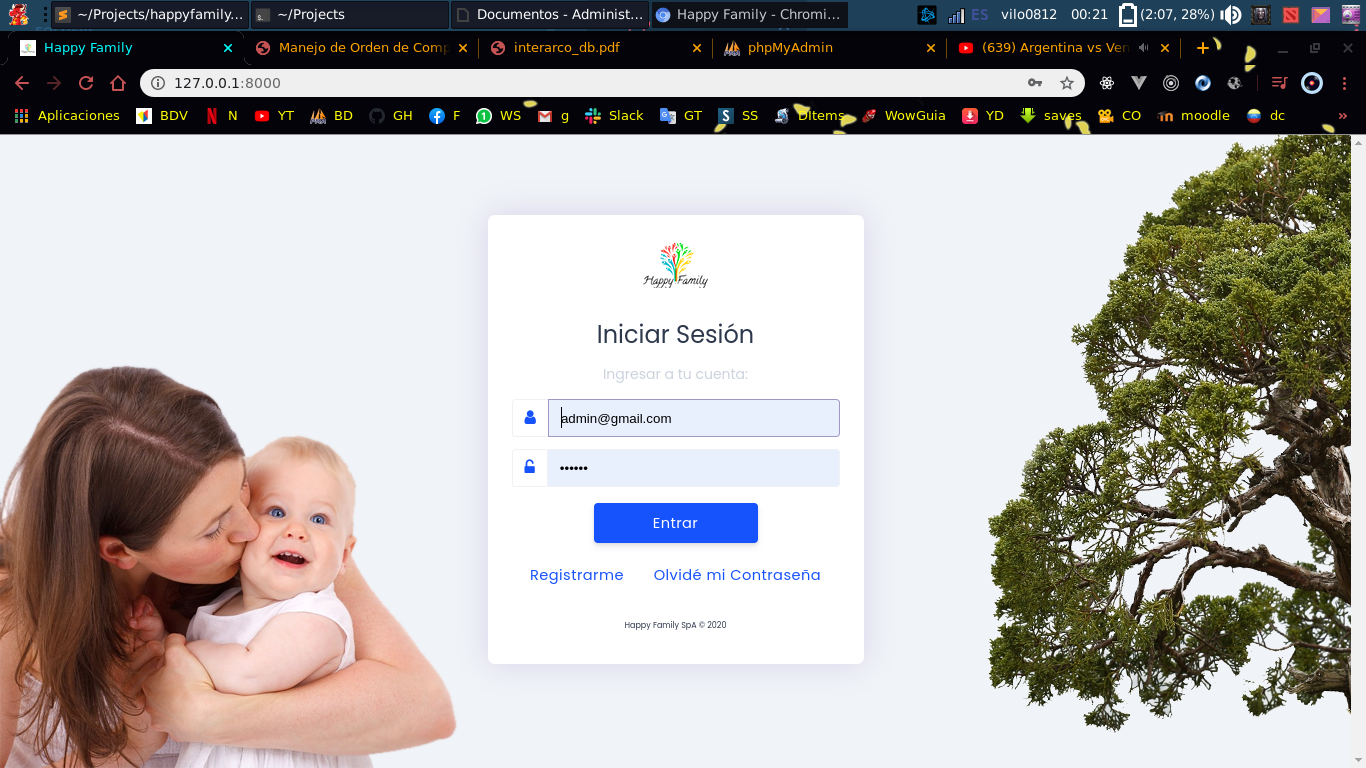 ~/Projects/happyfamily...
~/Projects
Documentos - Administ...
Happy Family - Chromi...
ES
vilo0812
00:21
(2:07, 28%)
Happy Family
Manejo de Orden de Comp
interarco_db.pdf
phpMyAdmin
(639) Argentina vs Ven
127.0.0.1:8000
Aplicaciones
BDV
N
YT
BD
GH
F
WS
g
Slack
GT
SS
DItems
WowGuia
YD
saves
CO
moodle
dc
»
Happy Family
Iniciar Sesión
Ingresar a tu cuenta:
admin@gmail.com
••••••
Entrar
Registrarme
Olvidé mi Contraseña
Happy Family SpA © 2020